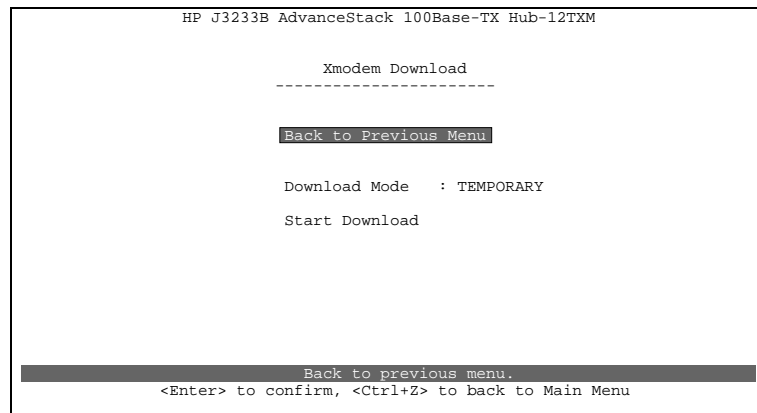 HP J3233B AdvanceStack 100Base-TX Hub-12TXM
Xmodem Download
-----------------------
Back to Previous Menu
Download Mode : TEMPORARY
Start Download
Back to previous menu.
<Enter> to confirm, <Ctrl+Z> to back to Main Menu